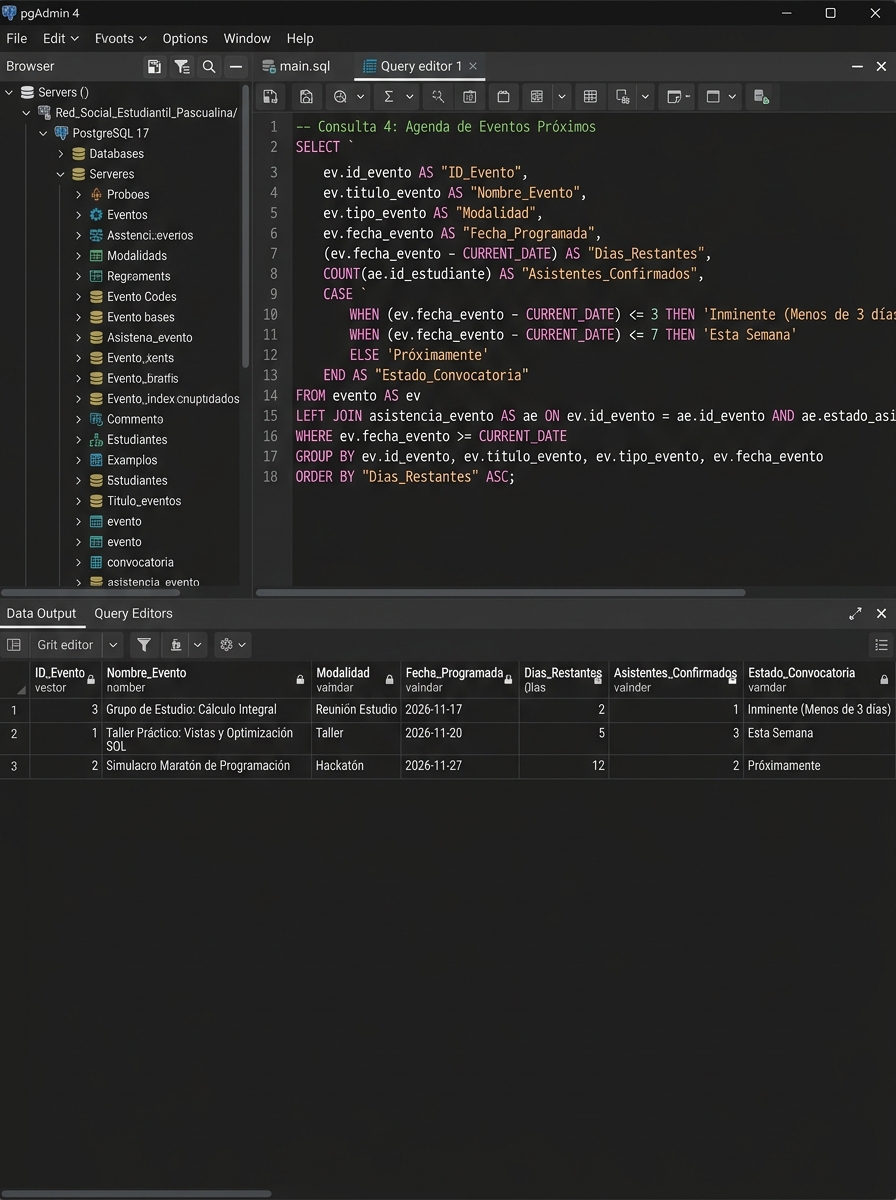 pgAdmin 4
File Edit Fvoots Options Window Help
Browser
main.sql
Query editor 1
Servers ()
Red_Social_Estudiantil_Pascualina/
PostgreSQL 17
Databases
Serveres
Proboes
Eventos
Modalidads
Evento Codes
Evento bases
Asistena_evento
Commento
Estudiantes
Examplos
Estudiantes
Titulo_eventos
evento
evento
convocatoria
asistencia_evento
1 -- Consulta 4: Agenda de Eventos Próximos
2 SELECT `
3 ev.id_evento AS "ID_Evento",
4 ev.titulo_evento AS "Nombre_Evento",
5 ev.tipo_evento AS "Modalidad",
6 ev.fecha_evento AS "Fecha_Programada",
7 (ev.fecha_evento - CURRENT_DATE) AS "Dias_Restantes",
8 COUNT(ae.id_estudiante) AS "Asistentes_Confirmados",
9 CASE `
10 WHEN (ev.fecha_evento - CURRENT_DATE) <= 3 THEN 'Inminente (Menos de 3 días
11 WHEN (ev.fecha_evento - CURRENT_DATE) <= 7 THEN 'Esta Semana'
12 ELSE 'Próximamente'
13 END AS "Estado_Convocatoria"
14 FROM evento AS ev
15 LEFT JOIN asistencia_evento AS ae ON ev.id_evento = ae.id_evento AND ae.estado_asi
16 WHERE ev.fecha_evento >= CURRENT_DATE
17 GROUP BY ev.id_evento, ev.título_evento, ev.tipo_evento, ev.fecha_evento
18 ORDER BY "Dias_Restantes" ASC;
Data Output Query Editors
Grit editor
ID_Evento Nombre_Evento Modalidad Fecha_Programada Dias_Restantes Asistentes_Confirmados Estado_Convocatoria
vestor nomber vaindar vainder vamdar
1 3 Grupo de Estudio: Cálculo Integral Reunión Estudio 2026-11-17 2 1 Inminente (Menos de 3 días)
2 1 Taller Práctico: Vistas y Optimización Taller 2026-11-20 5 3 Esta Semana
SOL
3 2 Simulacro Maratón de Programación Hackatón 2026-11-27 12 2 Próximamente